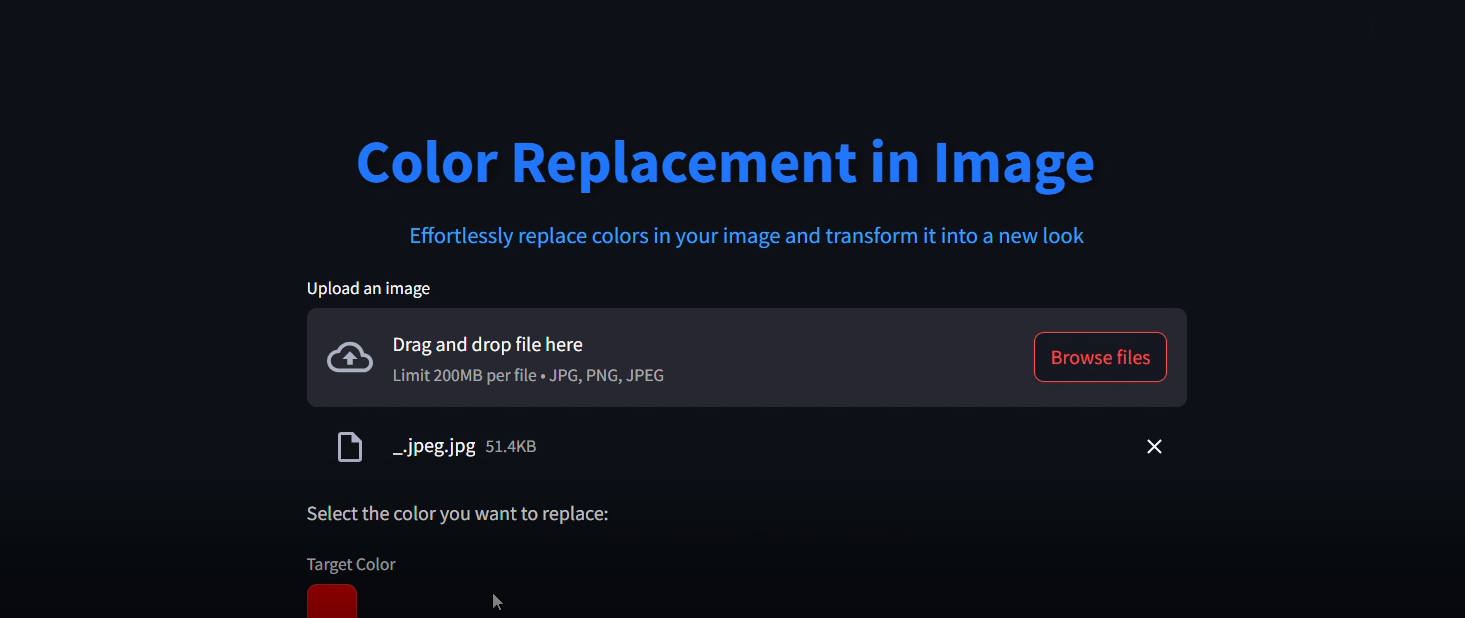 Color Replacement in Image
Effortlessly replace colors in your image and transform it into a new look
Upload an image
Drag and drop file here
Limit 200MB per file • JPG, PNG, JPEG
Browse files
_.jpeg.jpg 51.4KB
Select the color you want to replace:
Target Color